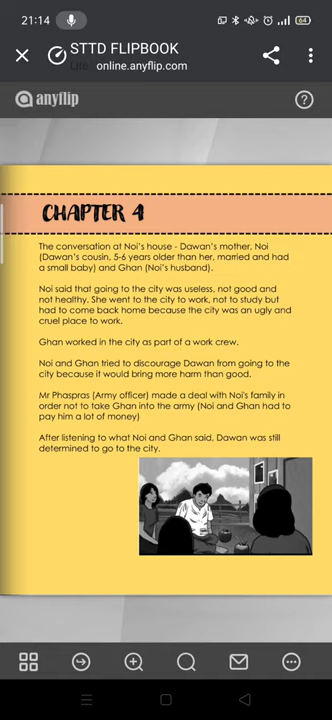 21:14
64
STTD FLIPBOOK
Lite online.anyflip.com
anyflip
CHAPTER 4
The conversation at Noi's house - Dawan's mother, Noi
(Dawan's cousin, 5-6 years older than her, married and had
a small baby) and Ghan (Noi's husband).
Noi said that going to the city was useless, not good and
not healthy. She went to the city to work, not to study but
had to come back home because the city was an ugly and
cruel place to work.
Ghan worked in the city as part of a work crew.
Noi and Ghan tried to discourage Dawan from going to the
city because it would bring more harm than good.
Mr Phaspras (Army officer) made a deal with Noi's family in
order not to take Ghan into the army (Noi and Ghan had to
pay him a lot of money)
After listening to what Noi and Ghan said, Dawan was still
determined to go to the city.